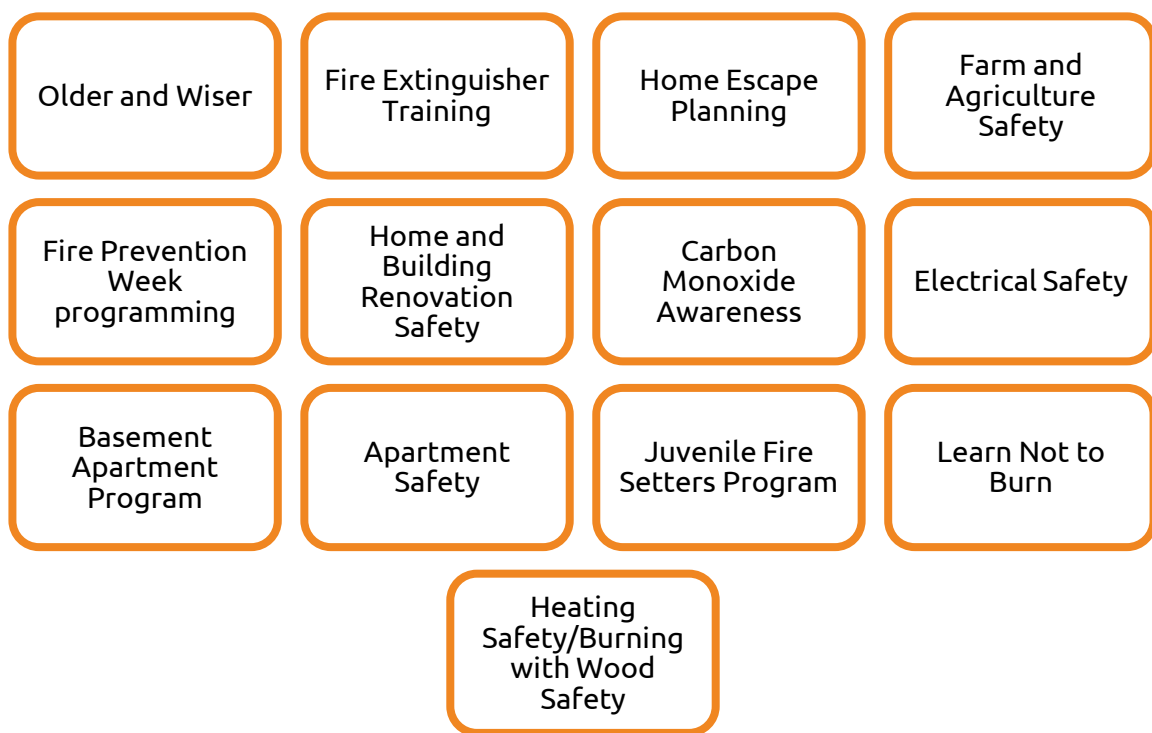 Older and Wiser
Fire Extinguisher
Training
Home Escape
Planning
Farm and
Agriculture
Safety
Fire Prevention
Week
programming
Home and
Building
Renovation
Safety
Carbon
Monoxide
Awareness
Electrical Safety
Basement
Apartment
Program
Apartment
Safety
Juvenile Fire
Setters Program
Learn Not to
Burn
Heating
Safety/Burning
with Wood
Safety